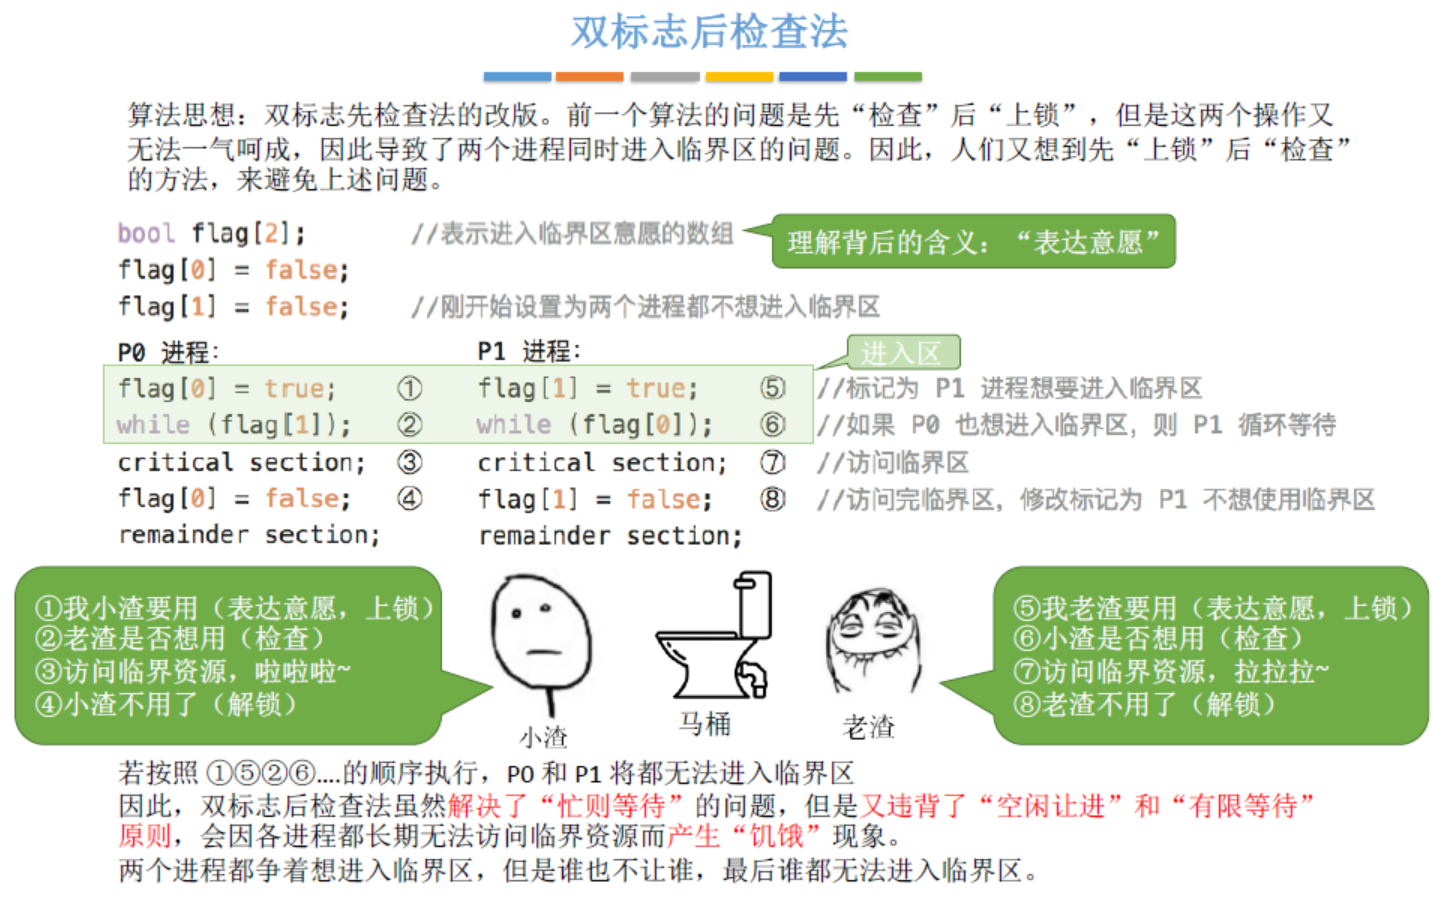 双标志后检查法
算法思想：双标志先检查法的改版。前一个算法的问题是先“检查”后“上锁”，但是这两个操作又
无法一气呵成，因此导致了两个进程同时进入临界区的问题。因此，人们又想到先“上锁”后“检查”
的方法，来避免上述问题。
bool flag[2]; //表示进入临界区意愿的数组
理解背后的含义：“表达意愿”
flag[0] = false;
flag[1] = false; //刚开始设置为两个进程都不想进入临界区
P0 进程: P1 进程:
进入区
flag[0] = true; ① flag[1] = true; ⑤ //标记为 P1 进程想要进入临界区
while (flag[1]); ② while (flag[0]); ⑥ //如果 P0 也想进入临界区，则 P1 循环等待
critical section; ③ critical section; ⑦ //访问临界区
flag[0] = false; ④ flag[1] = false; ⑧ //访问完临界区，修改标记为 P1 不想使用临界区
remainder section; remainder section;
①我小渣要用（表达意愿，上锁）
②老渣是否想用（检查）
③访问临界资源，啦啦啦~
④小渣不用了（解锁）
小渣
马桶
老渣
⑤我老渣要用（表达意愿，上锁）
⑥小渣是否想用（检查）
⑦访问临界资源，拉拉拉~
⑧老渣不用了（解锁）
若按照 ①⑤②⑥....的顺序执行，P0 和 P1 将都无法进入临界区
因此，双标志后检查法虽然解决了“忙则等待”的问题，但是又违背了“空闲让进”和“有限等待”
原则，会因各进程都长期无法访问临界资源而产生“饥饿”现象。
两个进程都争着想进入临界区，但是谁也不让谁，最后谁都无法进入临界区。